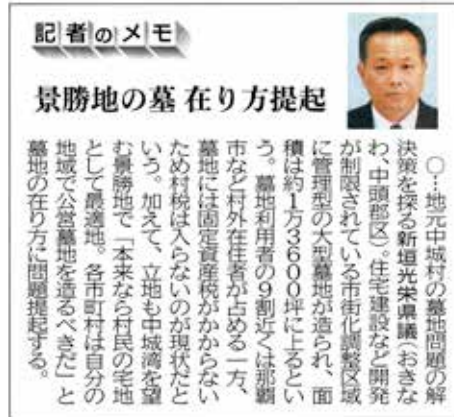 記者のメモ
景勝地の墓 在り方提起
○…地元中城村の墓地問題の解
決策を探る新垣光栄県議（おきな
わ、中頭郡区）。住宅建設など開発
が制限されている市街化調整区域
に管理型の大型墓地が造られ、面
積は約1万3600坪に上るとい
う。墓地利用者の9割近くは那覇
市など村外在住者が占める一方、
墓地には固定資産税がかからない
ため村税は入らないのが現状だと
いう。加えて、立地も中城湾を望
む景勝地で「本来なら村民の宅地
として最適地。各市町村は自分の
地域で公営墓地を造るべきだ」と
墓地の在り方に問題提起する。